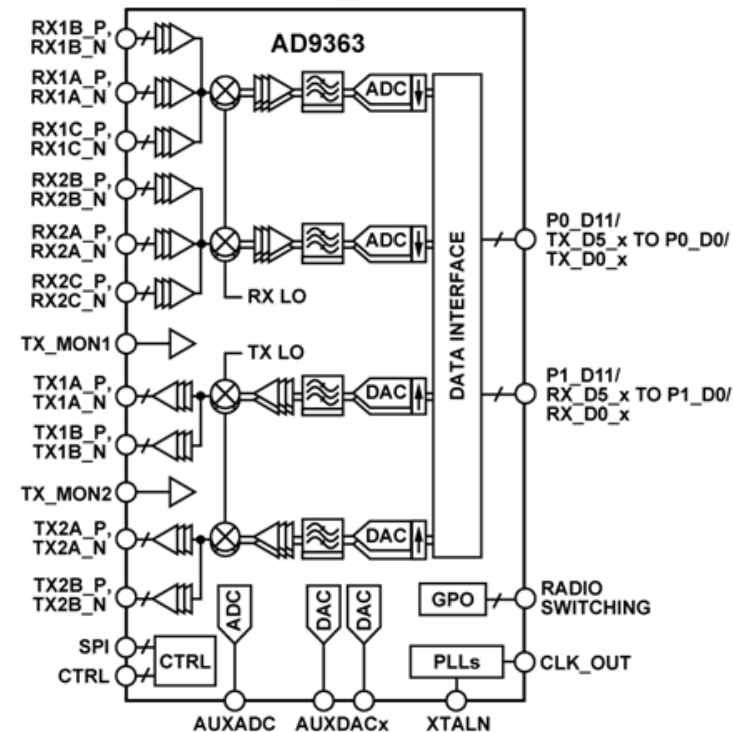 AD9363
RX1B_P,
RX1B_N
RX1A_P,
RX1A_N
ADC
RX1C_P,
RX1C_N
RX2B_P,
RX2B_N
RX2A_P,
RX2A_N
ADC
RX2C_P,
RX2C_N
RX LO
DATA INTERFACE
P0_D11/
TX_D5_x TO P0_D0/
TX_D0_x
TX_MON1
TX LO
TX1A_P,
TX1A_N
DAC
P1_D11/
RX_D5_x TO P1_D0/
RX_D0_x
TX1B_P,
TX1B_N
TX_MON2
TX2A_P,
TX2A_N
DAC
TX2B_P,
TX2B_N
ADC
DAC
DAC
GPO
RADIO
SWITCHING
SPI
CTRL
CTRL
PLLs
CLK_OUT
AUXADC
AUXDACx
XTALN